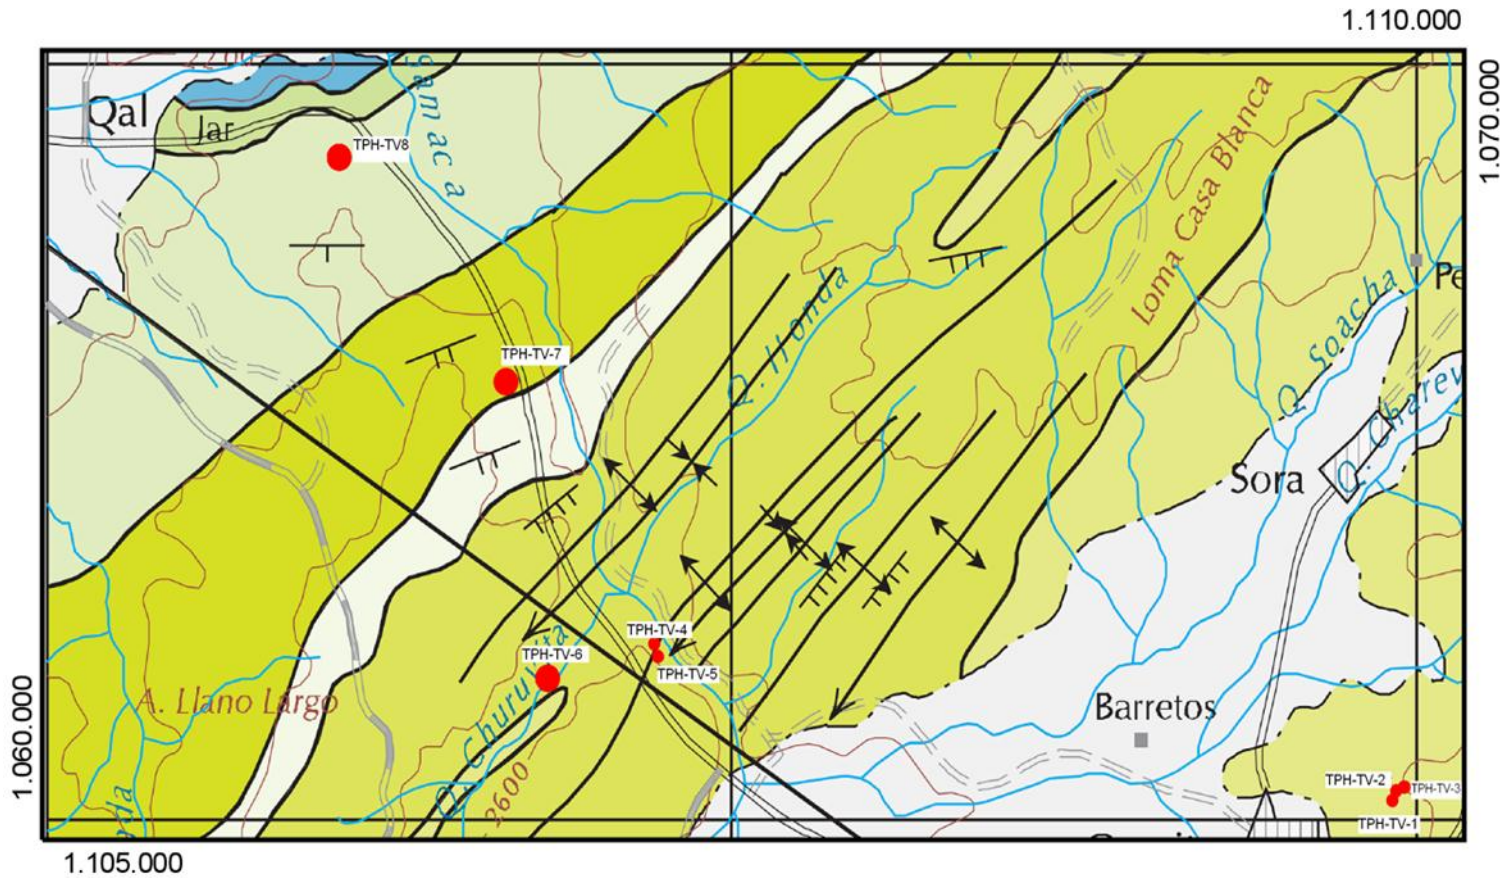 1.110.000
1.070.000
Qal
Jar
gamaca
TPH-TV8
Loma Casa Blanca
Pe
Q. Honda
Q. Soacha
TPH-TV-7
Q. Charev
Sora
TPH-TV-4
TPH-TV-6
TPH-TV-5
A. Llano Largo
Barretos
1.060.000
2600
TPH-TV-2
TPH-TV-3
TPH-TV-1
rda
1.105.000